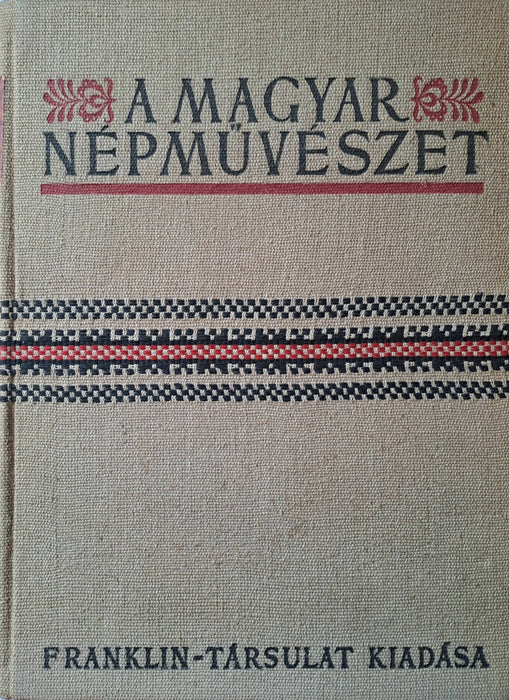 A MAGYAR
NÉPMŰVÉSZET
FRANKLIN-TÁRSULAT KIADÁSA